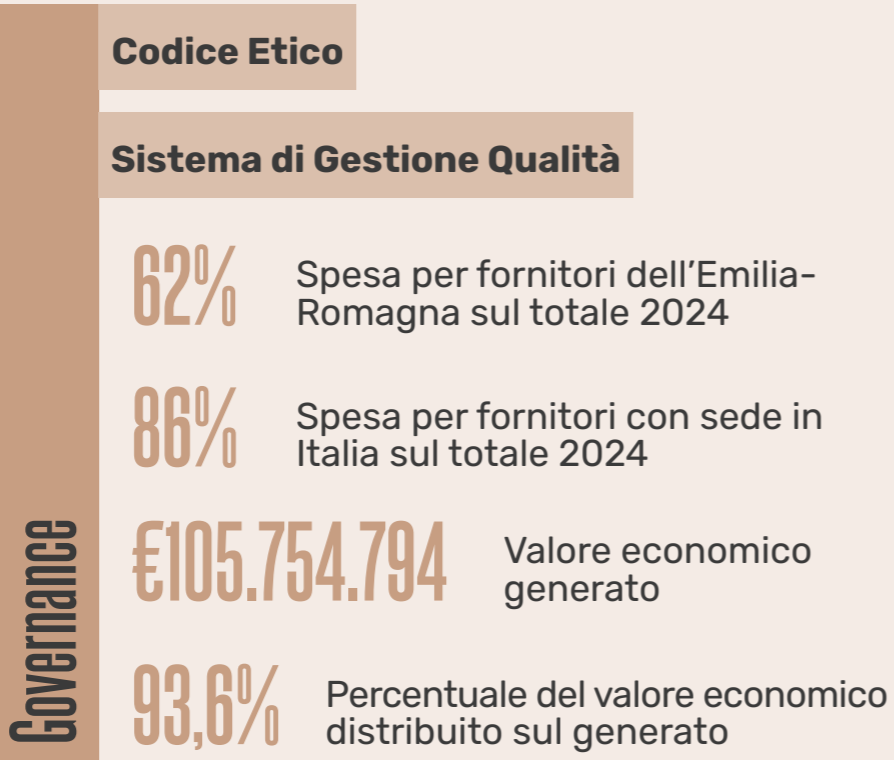 Codice Etico
Sistema di Gestione Qualità
62%
Spesa per fornitori dell’Emilia-
Romagna sul totale 2024
86%
Spesa per fornitori con sede in
Italia sul totale 2024
€105.754.794
Valore economico
generato
93,6%
Percentuale del valore economico
distribuito sul generato
Governance